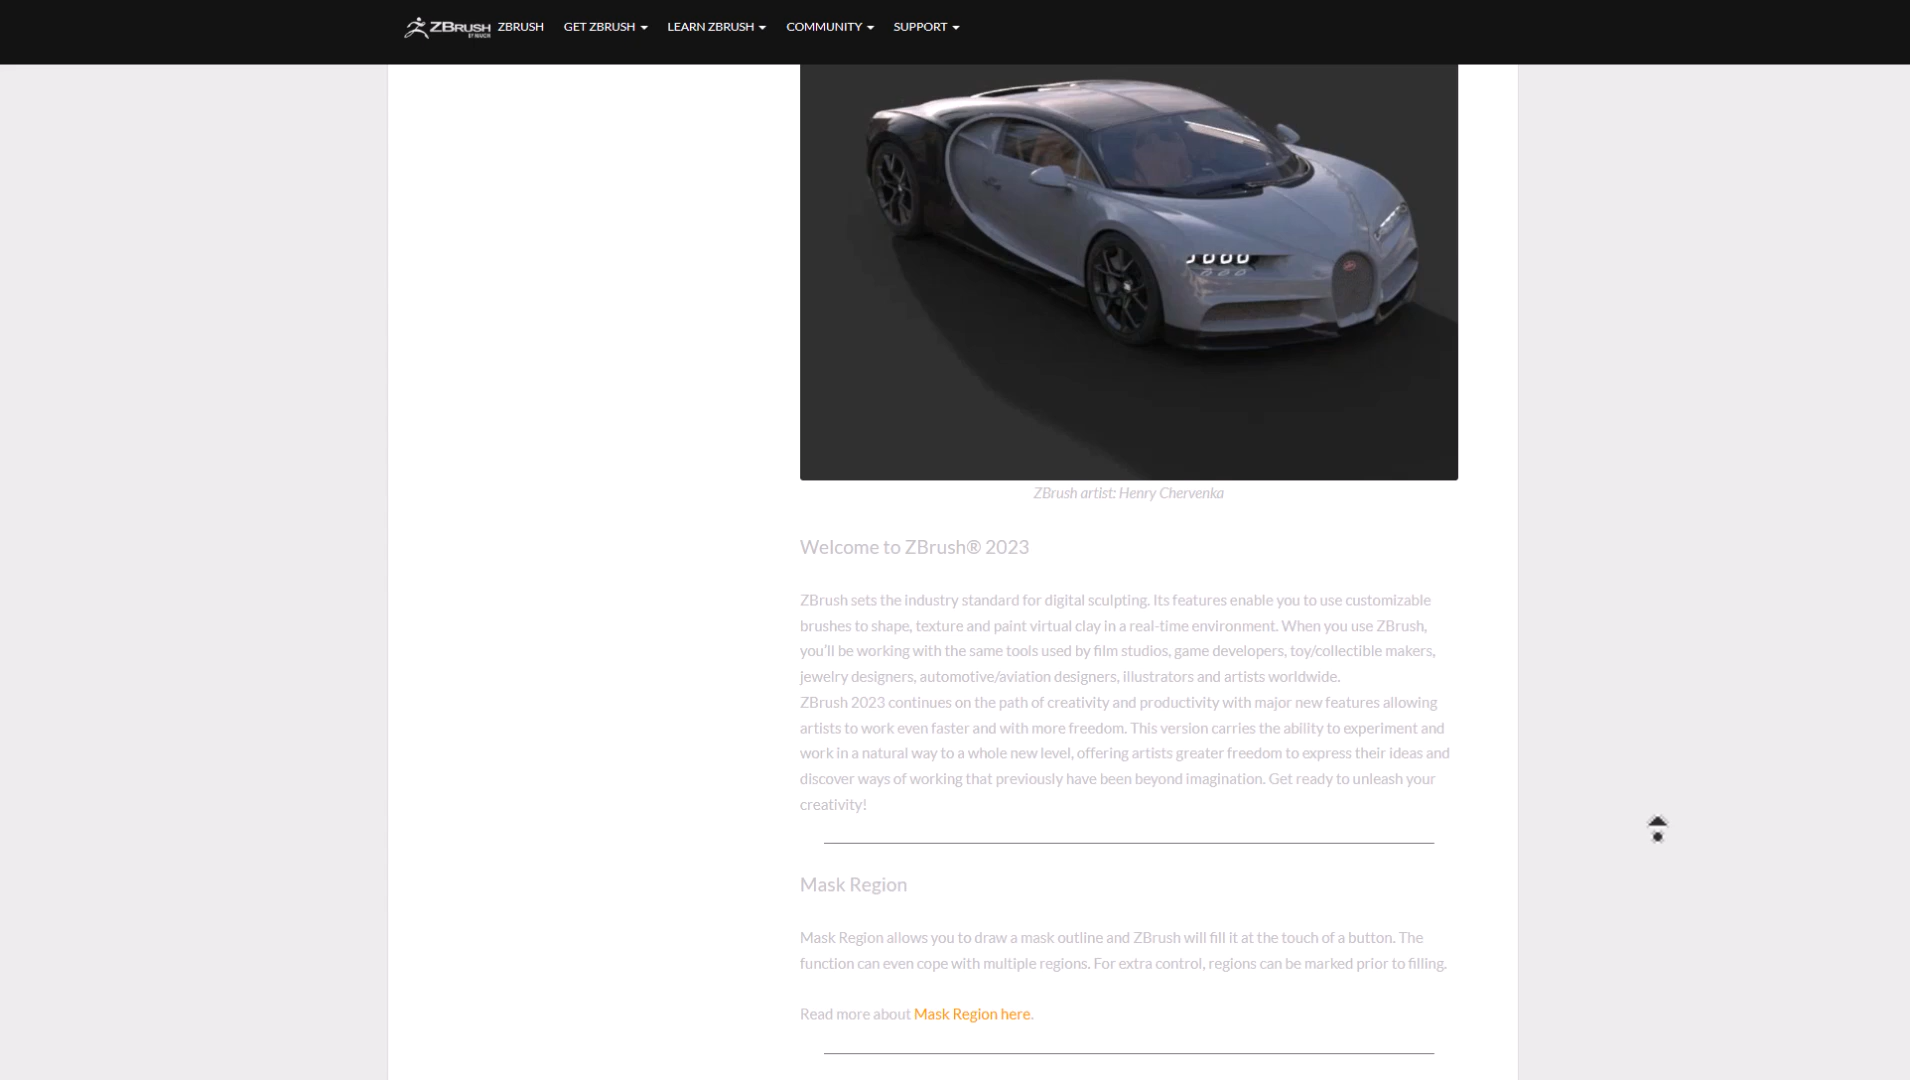 ZBRUSH
BY MAXON
ZBRUSH
GET ZBRUSH
LEARN ZBRUSH
COMMUNITY
SUPPORT
ZBrush artist: Henry Chervenka
Welcome to ZBrush® 2023
ZBrush sets the industry standard for digital sculpting. Its features enable you to use customizable
brushes to shape, texture and paint virtual clay in a real-time environment. When you use ZBrush,
you'll be working with the same tools used by film studios, game developers, toy/collectible makers,
jewelry designers, automotive/aviation designers, illustrators and artists worldwide.
ZBrush 2023 continues on the path of creativity and productivity with major new features allowing
artists to work even faster and with more freedom. This version carries the ability to experiment and
work in a natural way to a whole new level, offering artists greater freedom to express their ideas and
discover ways of working that previously have been beyond imagination. Get ready to unleash your
creativity!
Mask Region
Mask Region allows you to draw a mask outline and ZBrush will fill it at the touch of a button. The
function can even cope with multiple regions. For extra control, regions can be marked prior to filling.
Read more about Mask Region here.